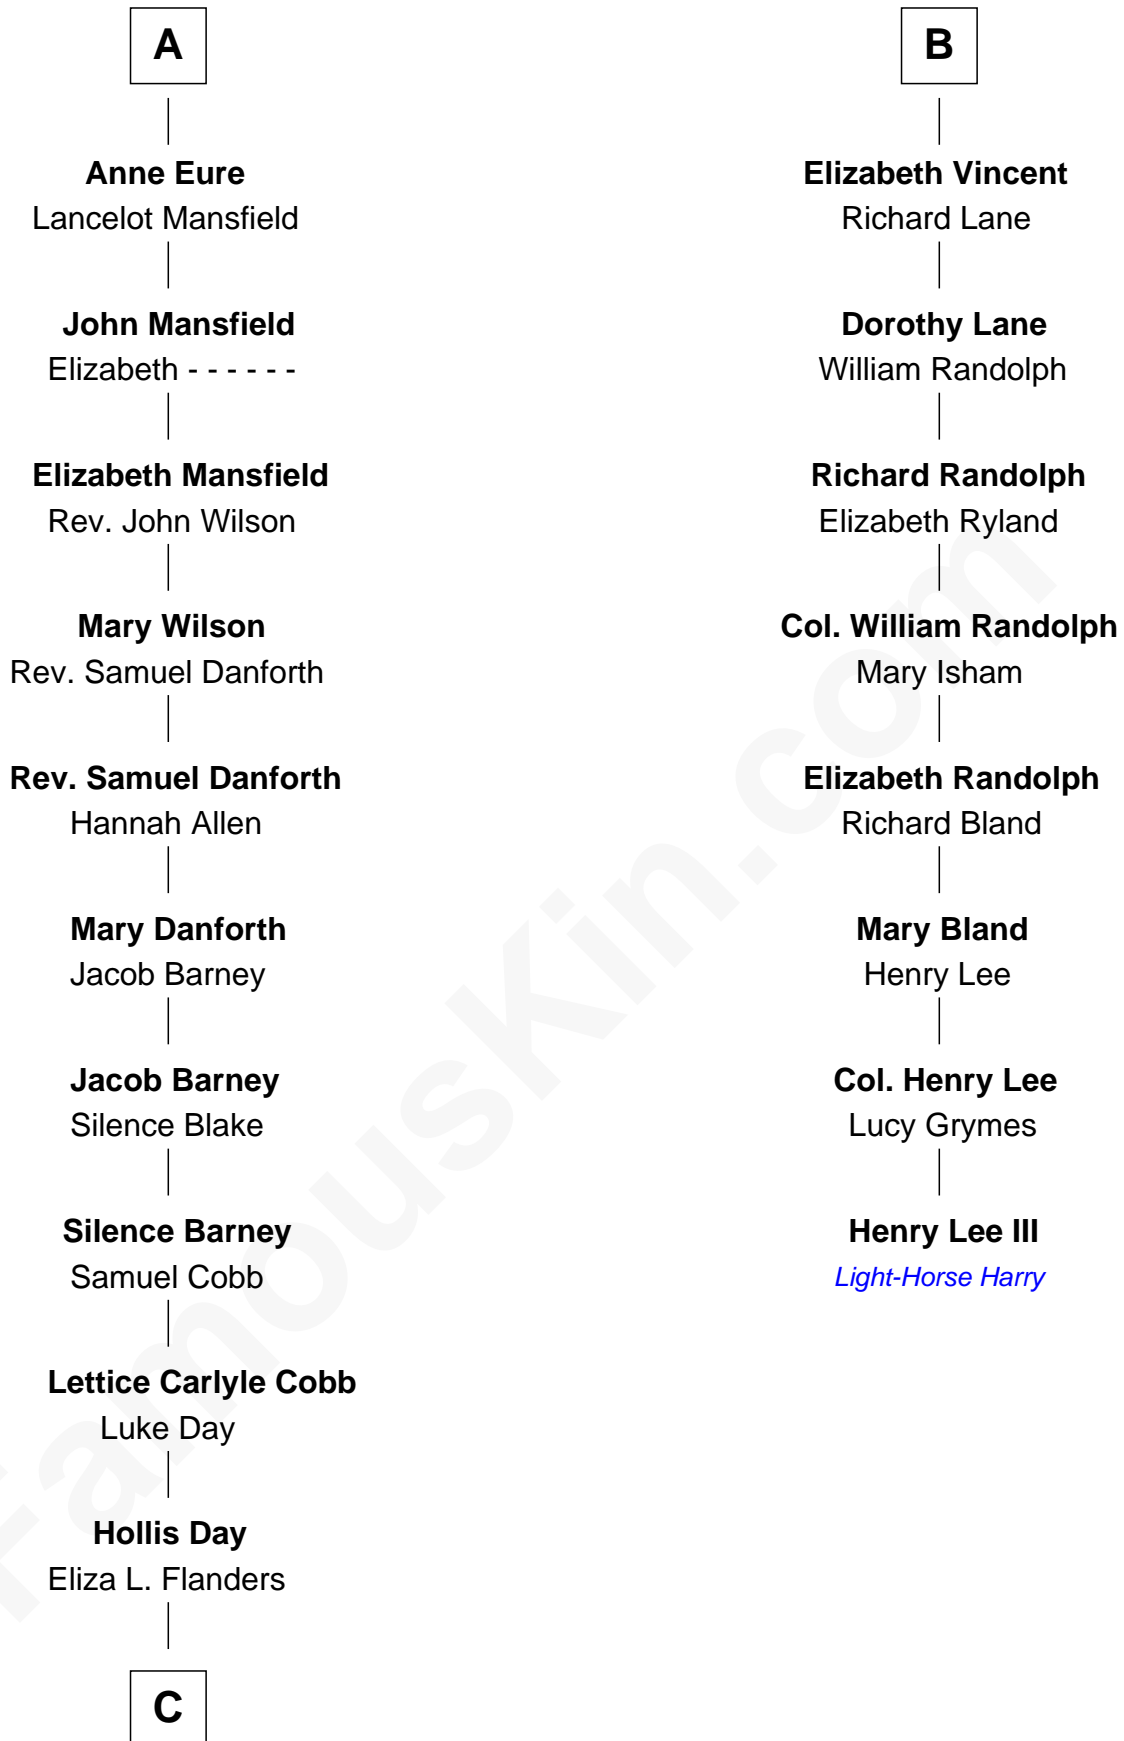 A
Anne Eure
Lancelot Mansfield
John Mansfield
Elizabeth - - - - - -
Elizabeth Mansfield
Rev. John Wilson
Mary Wilson
Rev. Samuel Danforth
Rev. Samuel Danforth
Hannah Allen
Mary Danforth
Jacob Barney
Jacob Barney
Silence Blake
Silence Barney
Samuel Cobb
Lettice Carlyle Cobb
Luke Day
Hollis Day
Eliza L. Flanders
C
B
Elizabeth Vincent
Richard Lane
Dorothy Lane
William Randolph
Richard Randolph
Elizabeth Ryland
Col. William Randolph
Mary Isham
Elizabeth Randolph
Richard Bland
Mary Bland
Henry Lee
Col. Henry Lee
Lucy Grymes
Henry Lee III
Light-Horse Harry
FamousKin.com